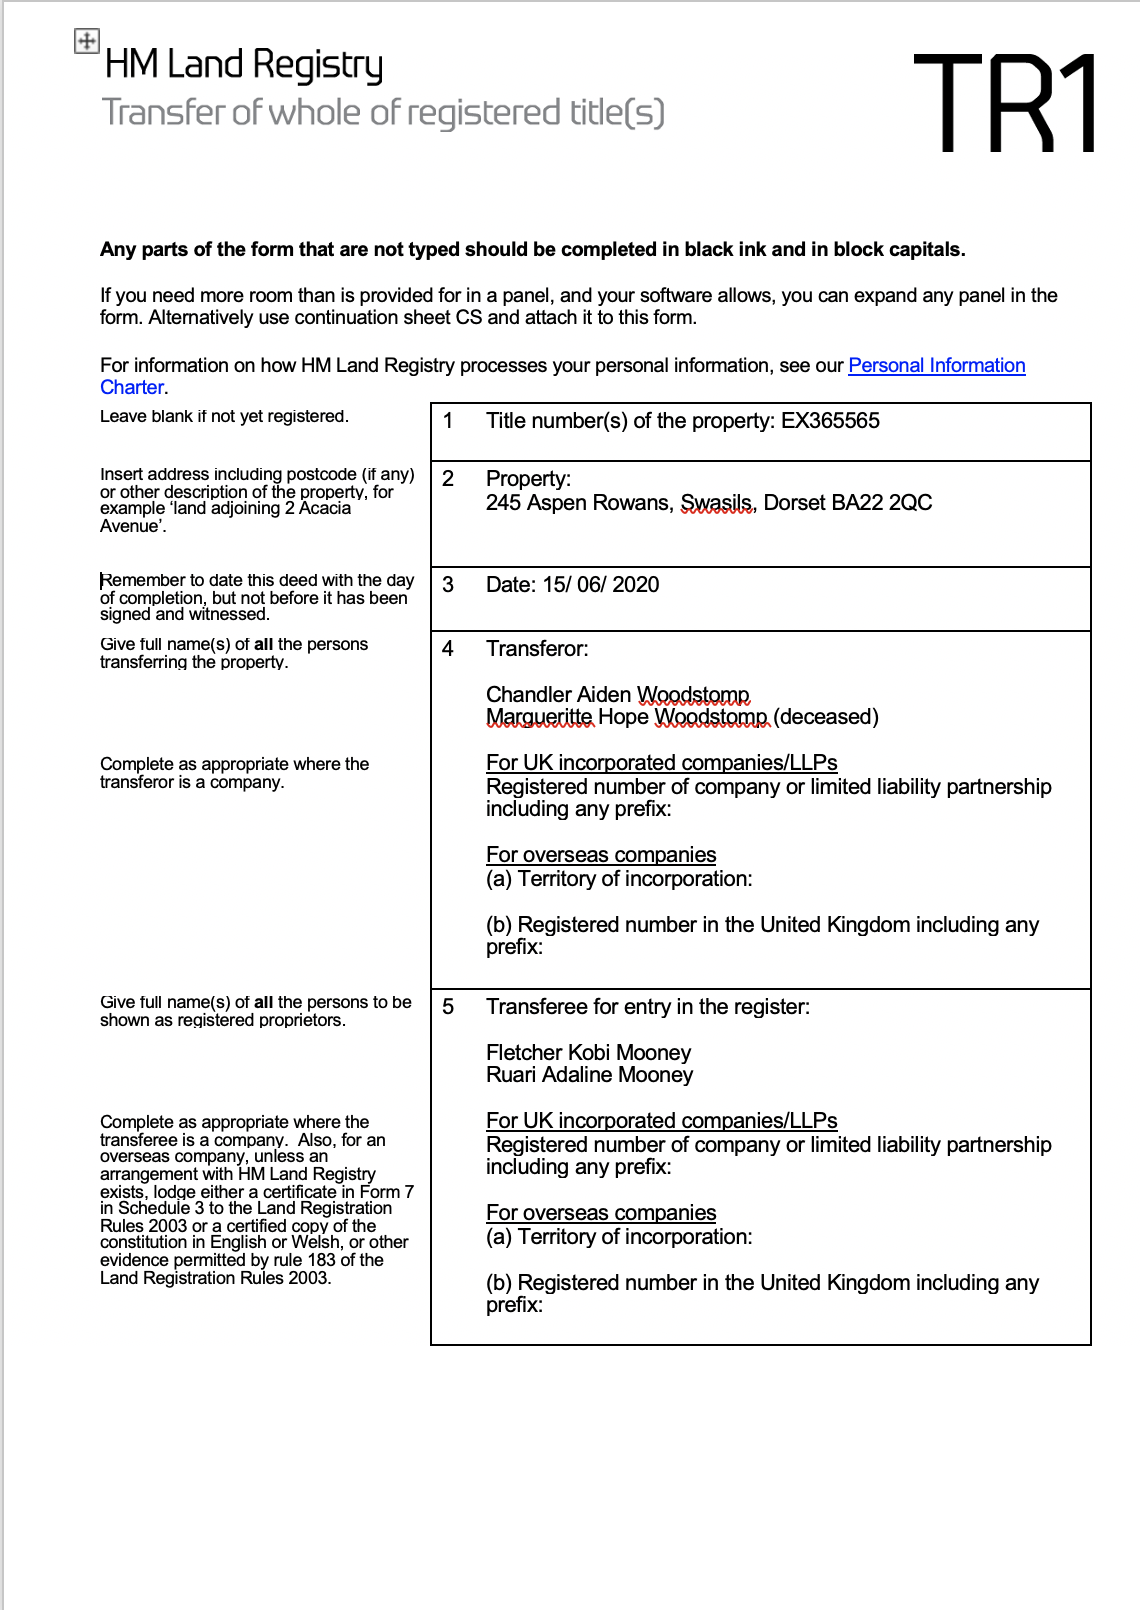 HM Land Registry
Transfer of whole of registered title(s)
TR1
Any parts of the form that are not typed should be completed in black ink and in block capitals.
If you need more room than is provided for in a panel, and your software allows, you can expand any panel in the
form. Alternatively use continuation sheet CS and attach it to this form.
For information on how HM Land Registry processes your personal information, see our Personal Information
Charter.
Leave blank if not yet registered.
1 Title number(s) of the property: EX365565
Insert address including postcode (if any)
or other description of the property, for
example ‘land adjoining 2 Acacia
Avenue’.
2 Property:
245 Aspen Rowans, Swasils, Dorset BA22 2QC
Remember to date this deed with the day
of completion, but not before it has been
signed and witnessed.
3 Date: 15/ 06/ 2020
Give full name(s) of all the persons
transferring the property.
4 Transferor:
Chandler Aiden Woodstomp
Margueritte Hope Woodstomp (deceased)
Complete as appropriate where the
transferor is a company.
For UK incorporated companies/LLPs
Registered number of company or limited liability partnership
including any prefix:
For overseas companies
(a) Territory of incorporation:
(b) Registered number in the United Kingdom including any
prefix:
Give full name(s) of all the persons to be
shown as registered proprietors.
5 Transferee for entry in the register:
Fletcher Kobi Mooney
Ruari Adaline Mooney
Complete as appropriate where the
transferee is a company.  Also, for an
overseas company, unless an
arrangement with HM Land Registry
exists, lodge either a certificate in Form 7
in Schedule 3 to the Land Registration
Rules 2003 or a certified copy of the
constitution in English or Welsh, or other
evidence permitted by rule 183 of the
Land Registration Rules 2003.
For UK incorporated companies/LLPs
Registered number of company or limited liability partnership
including any prefix:
For overseas companies
(a) Territory of incorporation:
(b) Registered number in the United Kingdom including any
prefix: